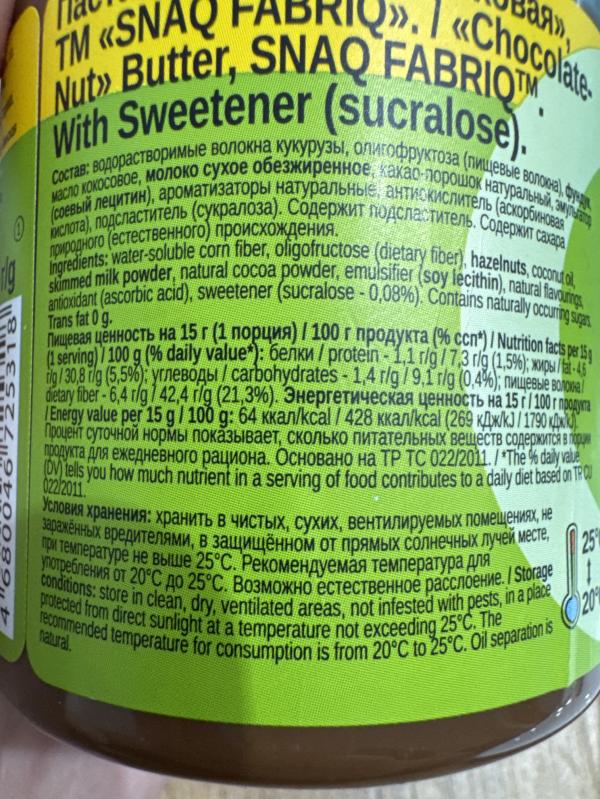 ТМ «SNAQ FABRIQ». / «Chocolate-
Nut» Butter, SNAQ FABRIQ™.
With Sweetener (sucralose).
Состав: водорастворимые волокна кукурузы, олигофруктоза (пищевые волокна), фундук,
масло кокосовое, молоко сухое обезжиренное, какао-порошок натуральный, эмульгатор
(соевый лецитин), ароматизаторы натуральные, антиокислитель (аскорбиновая
кислота), подсластитель (сукралоза). Содержит подсластитель. Содержит сахара
природного (естественного) происхождения.
Ingredients: water-soluble corn fiber, oligofructose (dietary fiber), hazelnuts, coconut oil,
skimmed milk powder, natural cocoa powder, emulsifier (soy lecithin), natural flavourings,
antioxidant (ascorbic acid), sweetener (sucralose - 0,08%). Contains naturally occurring sugars.
Trans fat 0 g.
Пищевая ценность на 15 г (1 порция) / 100 г продукта (% ссп*) / Nutrition facts per 15 g
(1 serving) / 100 g (% daily value*): белки / protein - 1,1 г/g / 7,3 г/g (1,5%); жиры / fat - 4,6
г/g / 30,8 г/g (5,5%); углеводы / carbohydrates - 1,4 г/g / 9,1 г/g (0,4%); пищевые волокна /
dietary fiber - 6,4 г/g / 42,4 г/g (21,3%). Энергетическая ценность на 15 г / 100 г продукта
/ Energy value per 15 g / 100 g: 64 ккал/kcal / 428 ккал/kcal (269 кДж/kJ / 1790 кДж/kJ).
Процент суточной нормы показывает, сколько питательных веществ содержится в порции
продукта для ежедневного рациона. Основано на ТР ТС 022/2011. / *The % daily value
(DV) tells you how much nutrient in a serving of food contributes to a daily diet based on TR CU
022/2011.
Условия хранения: хранить в чистых, сухих, вентилируемых помещениях, не
заражённых вредителями, в защищённом от прямых солнечных лучей месте,
при температуре не выше 25°С. Рекомендуемая температура для
употребления от 20°С до 25°С. Возможно естественное расслоение. / Storage
conditions: store in clean, dry, ventilated areas, not infested with pests, in a place
protected from direct sunlight at a temperature not exceeding 25°C. The
recommended temperature for consumption is from 20°C to 25°C. Oil separation is
natural.
25°
20°